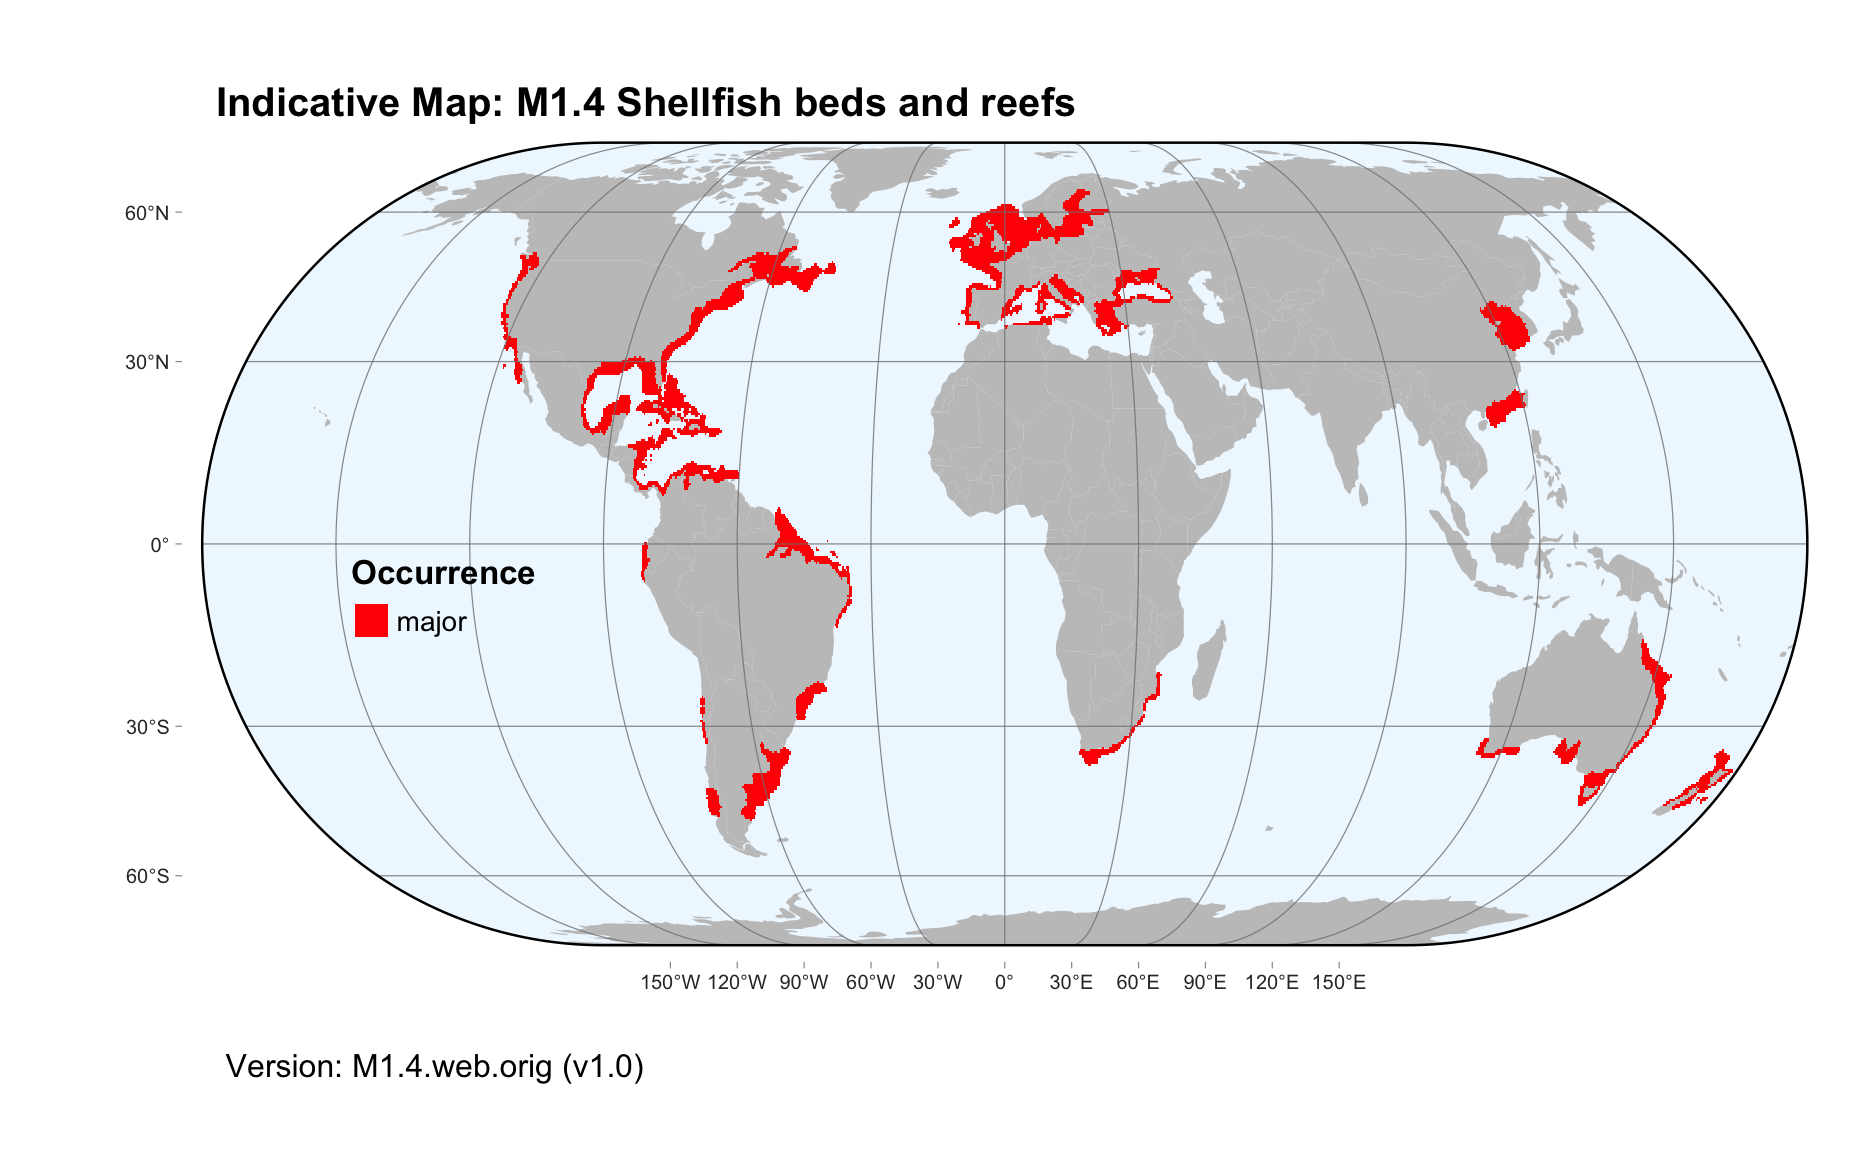 Indicative Map: M1.4 Shellfish beds and reefs
60°N
30°N
0°
30°S
60°S
Occurrence
major
150°W 120°W 90°W 60°W 30°W 0° 30°E 60°E 90°E 120°E 150°E
Version: M1.4.web.orig (v1.0)